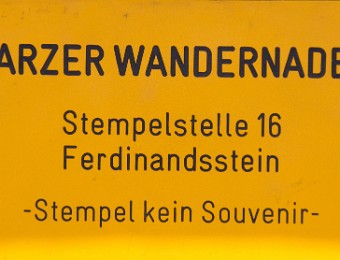 ARZER WANDERNADE
Stempelstelle 16
Ferdinandsstein
-Stempel kein Souvenir-